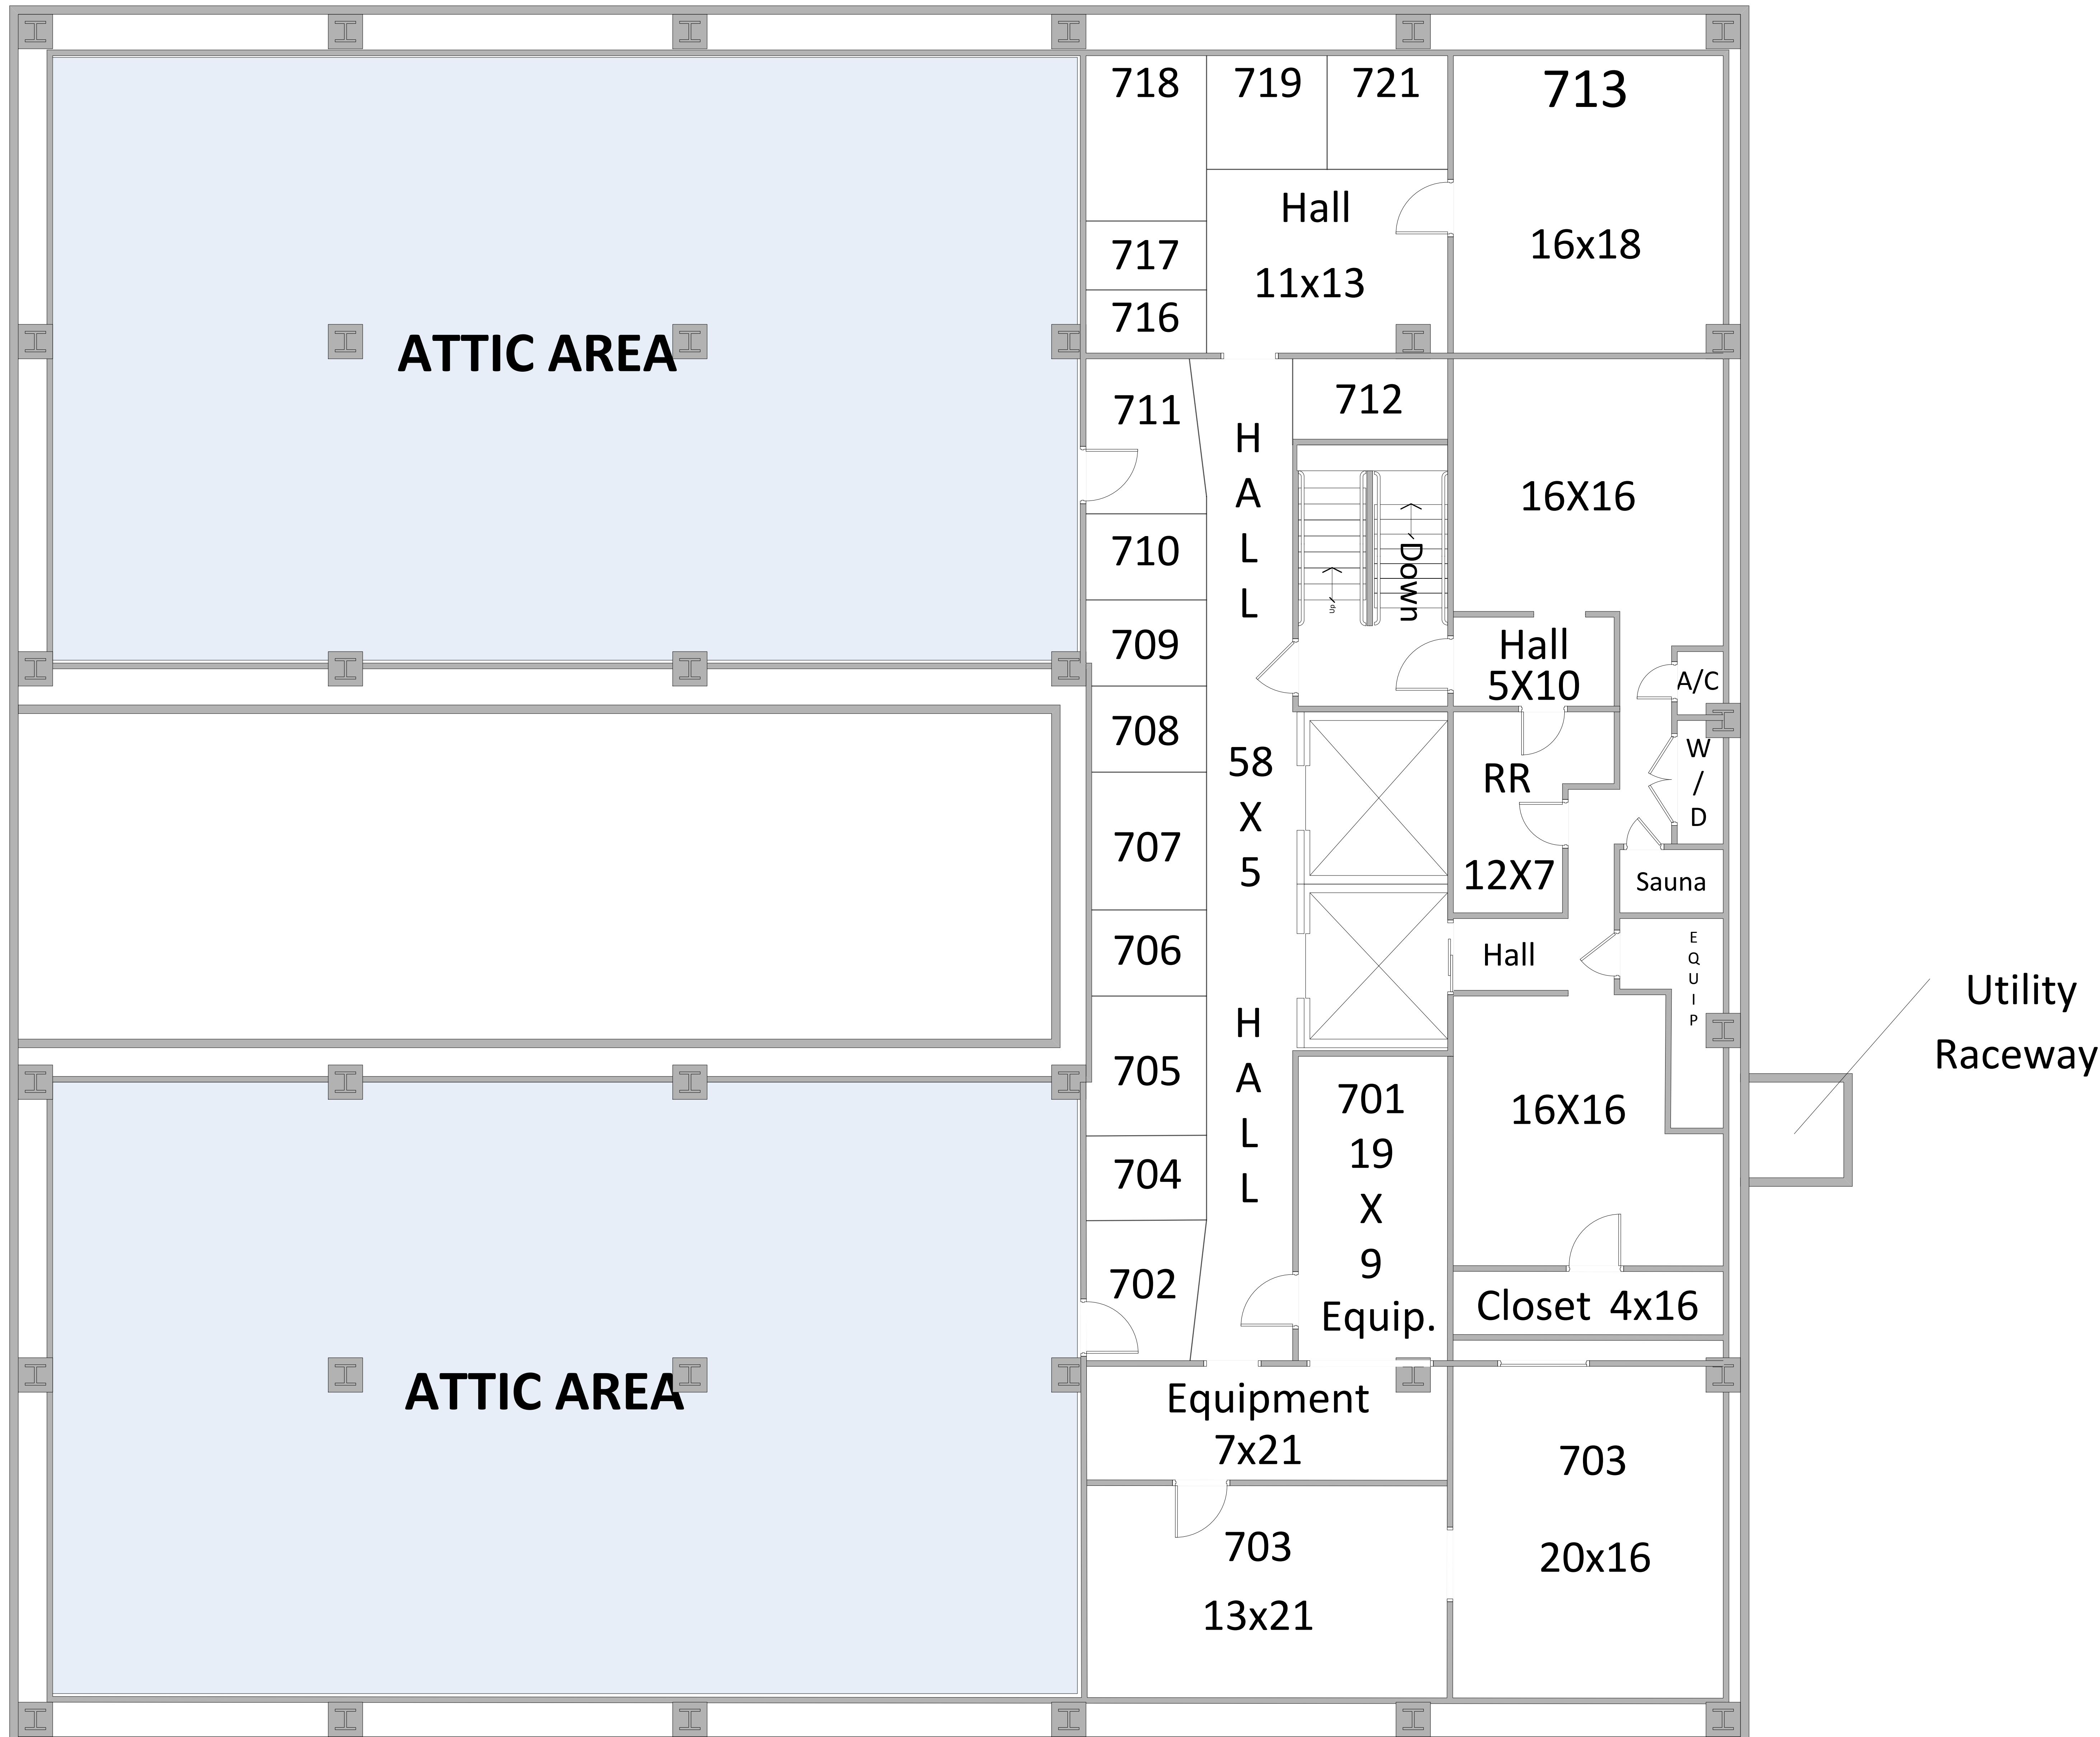 718
719
721
713
Hall
11x13
16x18
717
716
ATTIC AREA
711
712
H
A
L
L
16X16
710
Up
Down
709
Hall
5X10
A/C
708
58
X
5
RR
12X7
W
/
D
707
Sauna
706
Hall
E
Q
U
I
P
Utility
Raceway
705
H
A
L
L
701
19
X
9
Equip.
16X16
704
702
Closet 4x16
ATTIC AREA
Equipment
7x21
703
20x16
703
13x21